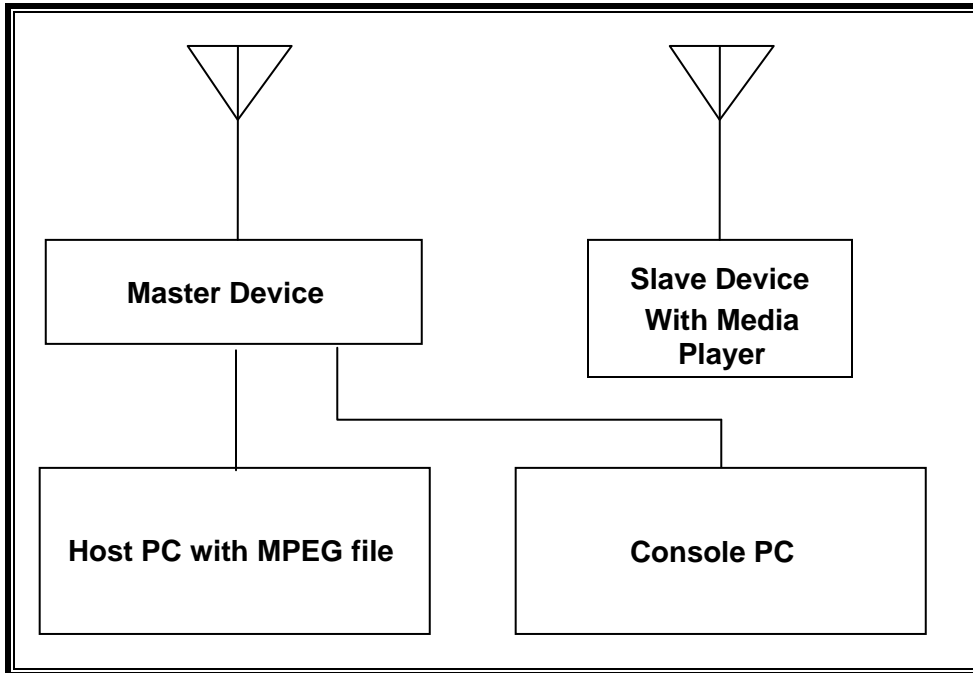 Master Device
Slave Device
With Media
Player
Host PC with MPEG file
Console PC